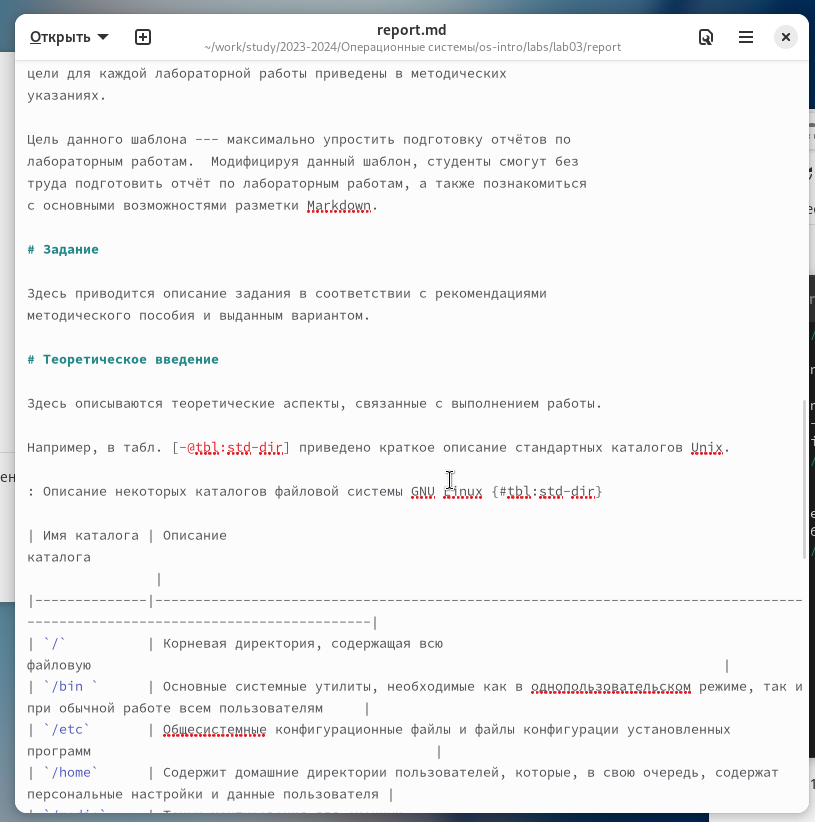 Открыть
report.md
~/work/study/2023-2024/Операционные системы/os-intro/labs/lab03/report
цели для каждой лабораторной работы приведены в методических
указаниях.
Цель данного шаблона --- максимально упростить подготовку отчётов по
лабораторным работам.  Модифицируя данный шаблон, студенты смогут без
труда подготовить отчёт по лабораторным работам, а также познакомиться
с основными возможностями разметки Markdown.
# Задание
Здесь приводится описание задания в соответствии с рекомендациями
методического пособия и выданным вариантом.
# Теоретическое введение
Здесь описываются теоретические аспекты, связанные с выполнением работы.
Например, в табл. [-@tbl:std-dir] приведено краткое описание стандартных каталогов Unix.
: Описание некоторых каталогов файловой системы GNU Linux {#tbl:std-dir}
| Имя каталога | Описание
каталога
|
|--------------|---------------------------------------------------------------------------------
-------------------------------------------|
| `/`          | Корневая директория, содержащая всю
файловую                                                                               |
| `/bin `      | Основные системные утилиты, необходимые как в однопользовательском режиме, так и
при обычной работе всем пользователям     |
| `/etc`       | Общесистемные конфигурационные файлы и файлы конфигурации установленных
программ                                           |
| `/home`      | Содержит домашние директории пользователей, которые, в свою очередь, содержат
персональные настройки и данные пользователя |